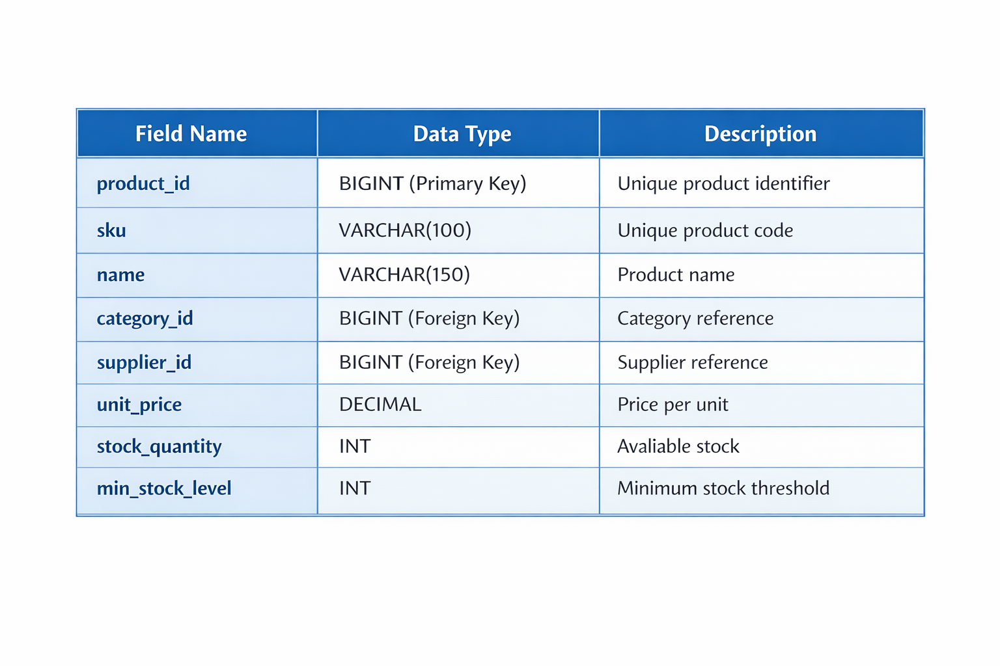 Field Name Data Type Description
product_id BIGINT (Primary Key) Unique product identifier
sku VARCHAR(100) Unique product code
name VARCHAR(150) Product name
category_id BIGINT (Foreign Key) Category reference
supplier_id BIGINT (Foreign Key) Supplier reference
unit_price DECIMAL Price per unit
stock_quantity INT Avaliable stock
min_stock_level INT Minimum stock threshold